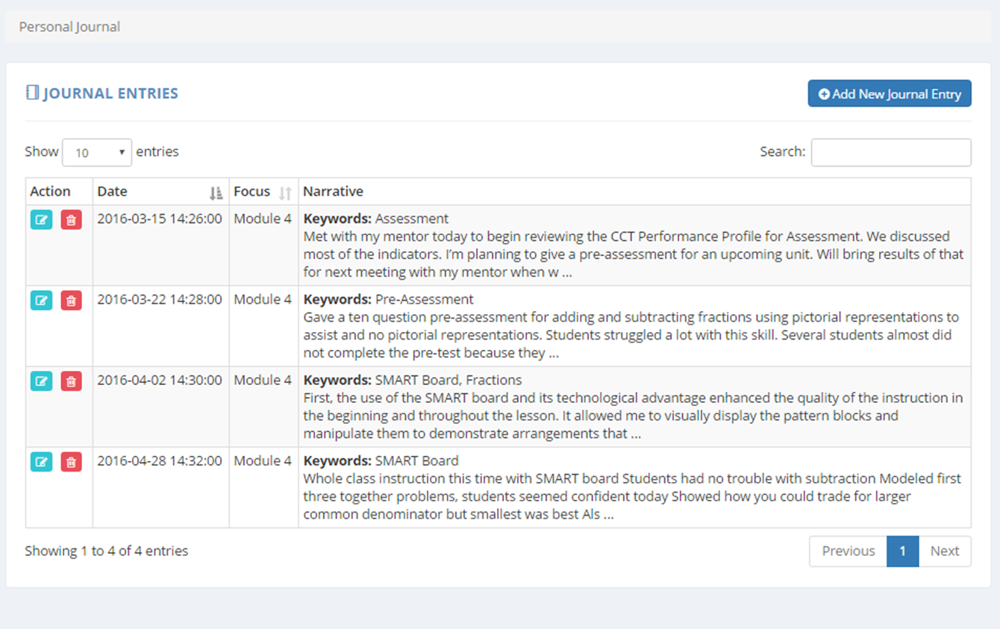 Personal Journal
JOURNAL ENTRIES
Add New Journal Entry
Show 10 entries
Search:
Action Date Focus Narrative
2016-03-15 14:26:00 Module 4 Keywords: Assessment
Met with my mentor today to begin reviewing the CCT Performance Profile for Assessment. We discussed
most of the indicators. I’m planning to give a pre-assessment for an upcoming unit. Will bring results of that
for next meeting with my mentor when w ...
2016-03-22 14:28:00 Module 4 Keywords: Pre-Assessment
Gave a ten question pre-assessment for adding and subtracting fractions using pictorial representations to
assist and no pictorial representations. Students struggled a lot with this skill. Several students almost did
not complete the pre-test because they ...
2016-04-02 14:30:00 Module 4 Keywords: SMART Board, Fractions
First, the use of the SMART board and its technological advantage enhanced the quality of the instruction in
the beginning and throughout the lesson. It allowed me to visually display the pattern blocks and
manipulate them to demonstrate arrangements that ...
2016-04-28 14:32:00 Module 4 Keywords: SMART Board
Whole class instruction this time with SMART board Students had no trouble with subtraction Modeled first
three together problems, students seemed confident today Showed how you could trade for larger
common denominator but smallest was best Als ...
Showing 1 to 4 of 4 entries
Previous 1 Next